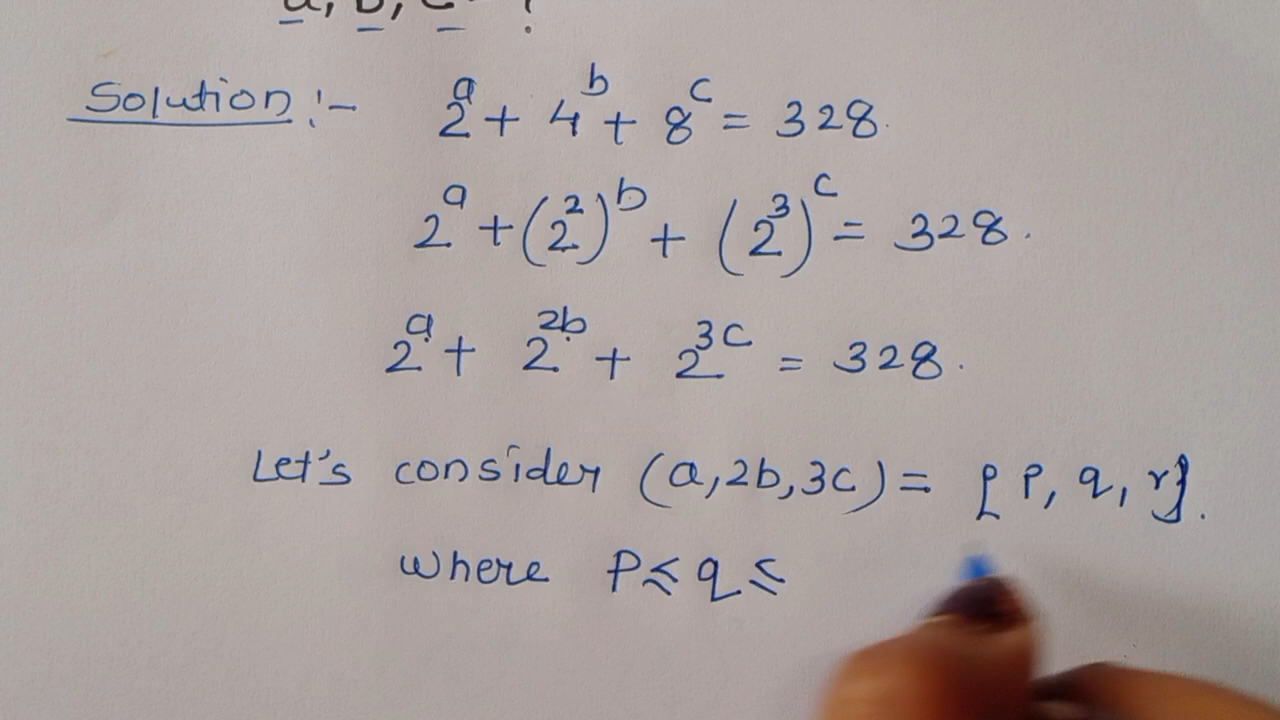 a, b, c = ?
Solution :- 2^a + 4^b + 8^c = 328.
2^a + (2^2)^b + (2^3)^c = 328.
2^a + 2^2b + 2^3c = 328.
Let's consider (a, 2b, 3c) = {p, q, r}.
where p ≤ q ≤